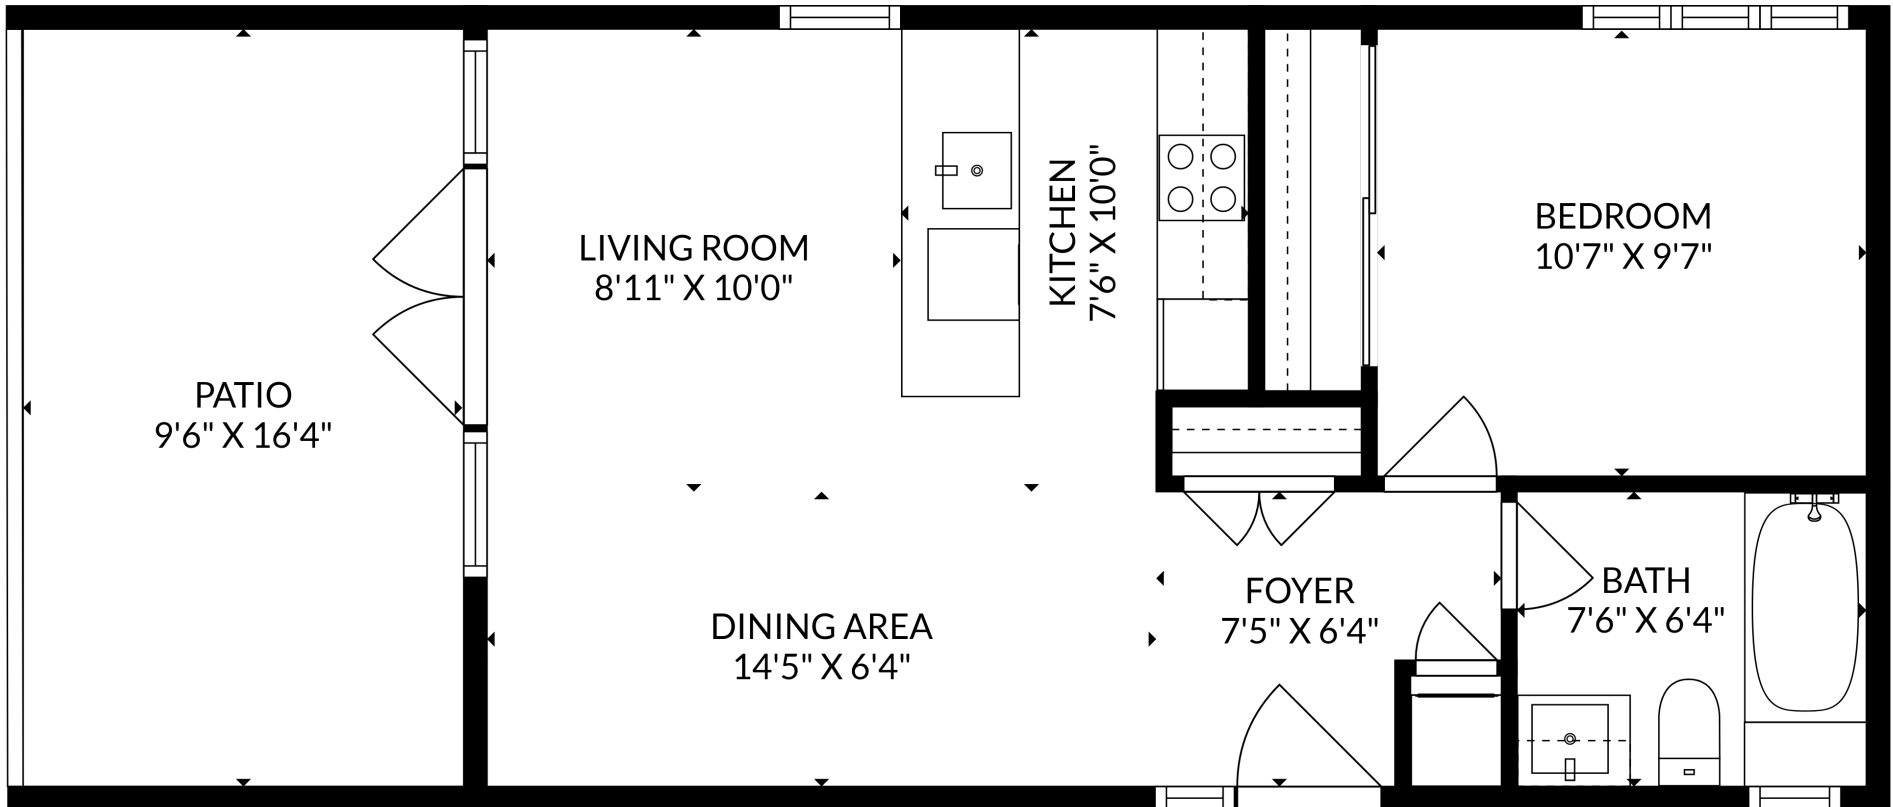 PATIO
9'6" X 16'4"
LIVING ROOM
8'11" X 10'0"
KITCHEN
7'6" X 10'0"
BEDROOM
10'7" X 9'7"
DINING AREA
14'5" X 6'4"
FOYER
7'5" X 6'4"
BATH
7'6" X 6'4"